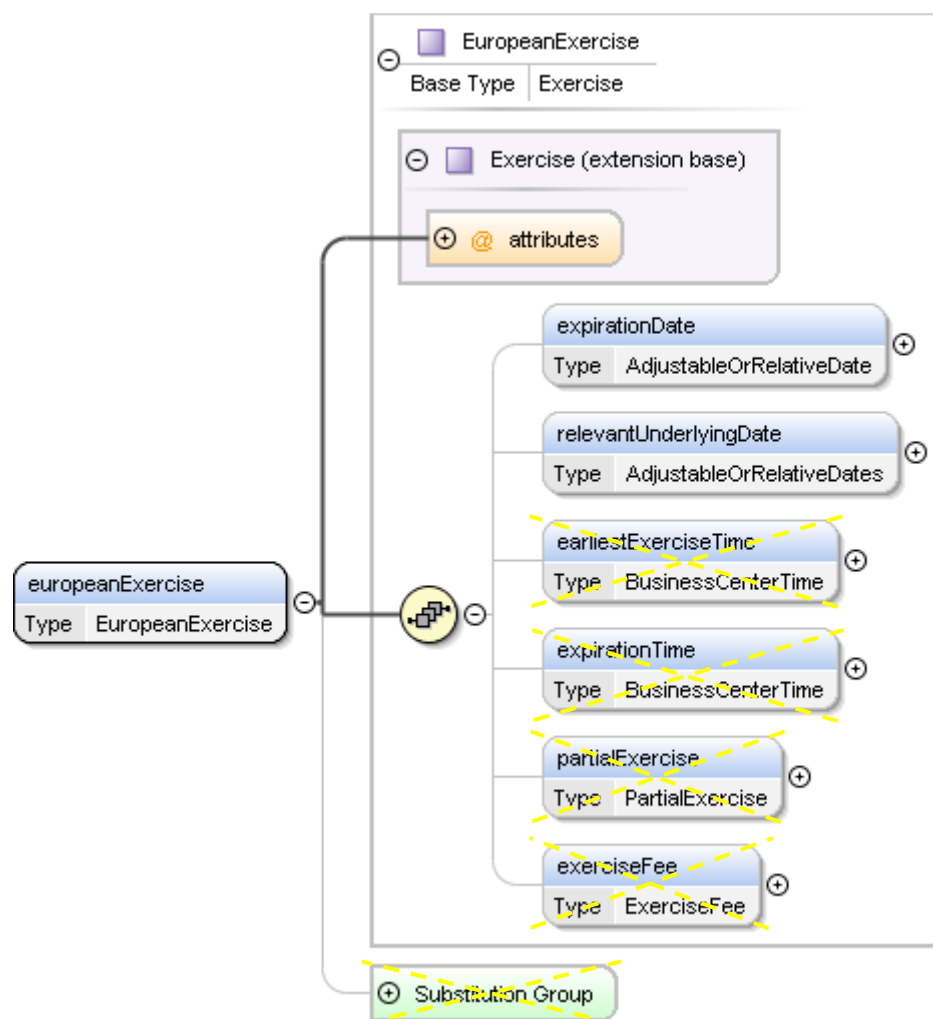 EuropeanExercise
Base Type Exercise
Exercise (extension base)
@ attributes
expirationDate
Type AdjustableOrRelativeDate
relevantUnderlyingDate
Type AdjustableOrRelativeDates
earliestExerciseTime
Type BusinessCenterTime
europeanExercise
Type EuropeanExercise
expirationTime
Type BusinessCenterTime
partialExercise
Type PartialExercise
exerciseFee
Type ExerciseFee
Substitution Group